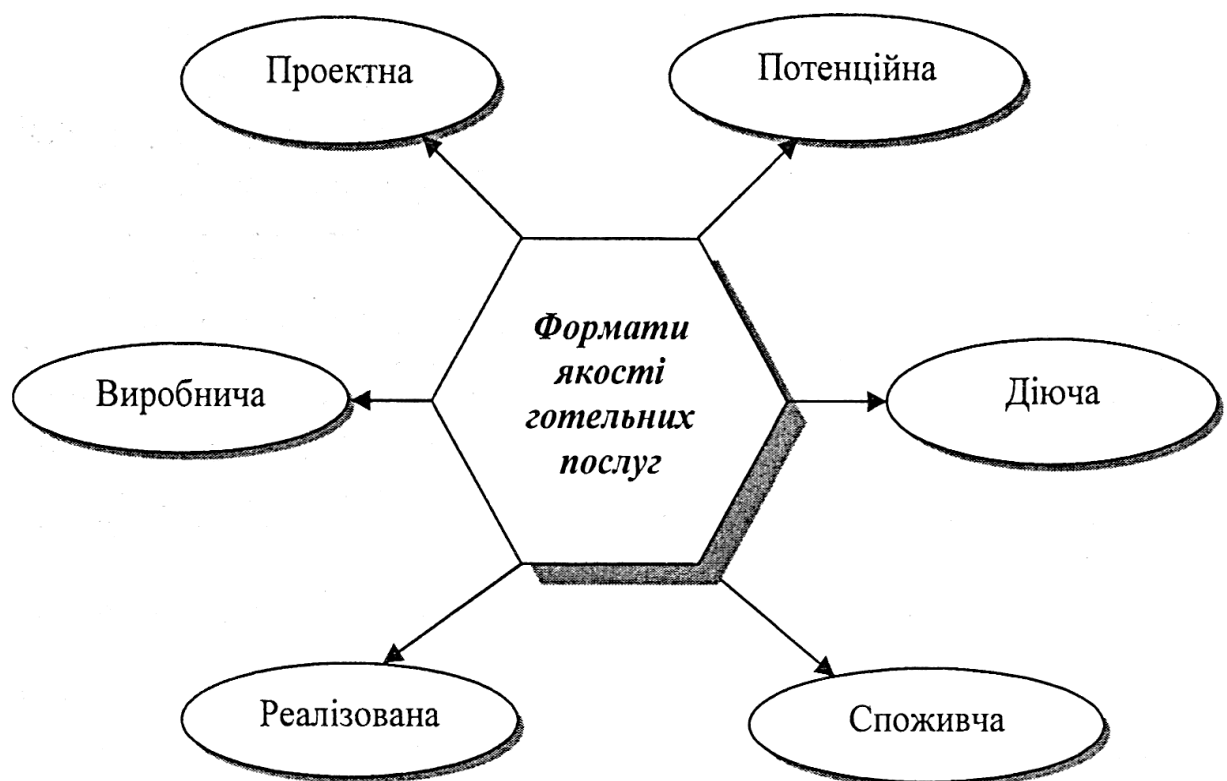 Проектна
Потенційна
Формати
якості
готельних
послуг
Виробнича
Діюча
Реалізована
Споживча